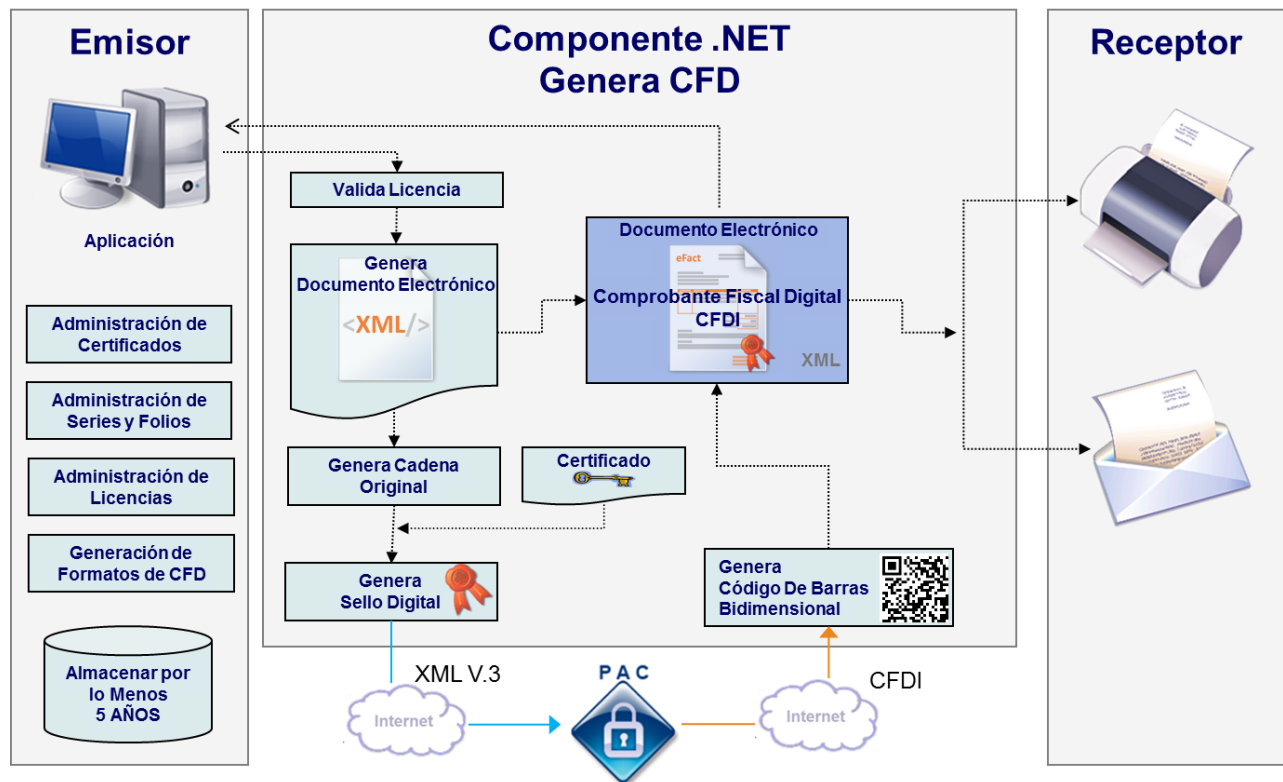 Emisor
Aplicación
Administración de
Certificados
Administración de
Series y Folios
Administración de
Licencias
Generación de
Formatos de CFD
Almacenar por
lo Menos
5 AÑOS
Componente .NET
Genera CFD
Valida Licencia
Genera
Documento Electrónico
<XML/>
Genera Cadena
Original
Certificado
Genera
Sello Digital
Documento Electrónico
eFact
Comprobante Fiscal Digital
CFDI
XML
Genera
Código De Barras
Bidimensional
XML V.3
Internet
PAC
Internet
CFDI
Receptor